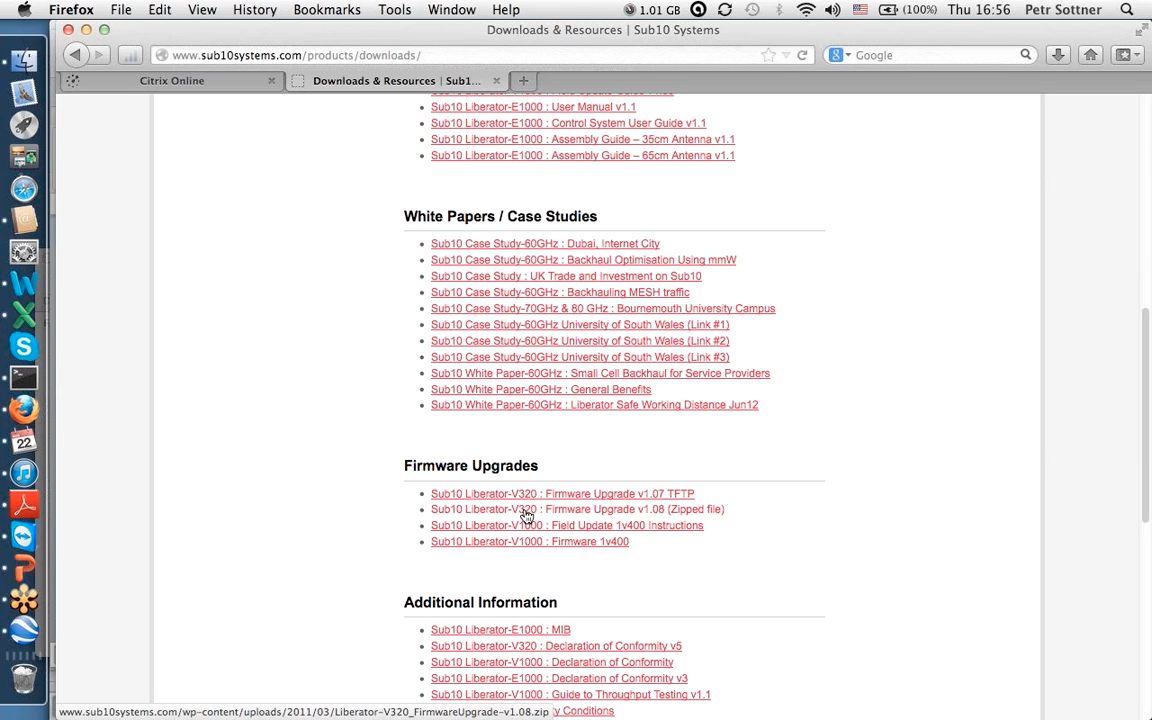 Firefox File Edit View History Bookmarks Tools Window Help 1.01 GB (100%) Thu 16:56 Petr Sottner
Downloads & Resources | Sub10 Systems
www.sub10systems.com/products/downloads/ Google
Citrix Online Downloads & Resources | Sub1...
Sub10 Liberator-E1000 : User Manual v1.1
Sub10 Liberator-E1000 : Control System User Guide v1.1
Sub10 Liberator-E1000 : Assembly Guide – 35cm Antenna v1.1
Sub10 Liberator-E1000 : Assembly Guide – 65cm Antenna v1.1
White Papers / Case Studies
Sub10 Case Study-60GHz : Dubai, Internet City
Sub10 Case Study-60GHz : Backhaul Optimisation Using mmW
Sub10 Case Study : UK Trade and Investment on Sub10
Sub10 Case Study-60GHz : Backhauling MESH traffic
Sub10 Case Study-70GHz & 80 GHz : Bournemouth University Campus
Sub10 Case Study-60GHz University of South Wales (Link #1)
Sub10 Case Study-60GHz University of South Wales (Link #2)
Sub10 Case Study-60GHz University of South Wales (Link #3)
Sub10 White Paper-60GHz : Small Cell Backhaul for Service Providers
Sub10 White Paper-60GHz : General Benefits
Sub10 White Paper-60GHz : Liberator Safe Working Distance Jun12
Firmware Upgrades
Sub10 Liberator-V320 : Firmware Upgrade v1.07 TFTP
Sub10 Liberator-V320 : Firmware Upgrade v1.08 (Zipped file)
Sub10 Liberator-V1000 : Field Update 1v400 Instructions
Sub10 Liberator-V1000 : Firmware 1v400
Additional Information
Sub10 Liberator-E1000 : MIB
Sub10 Liberator-V320 : Declaration of Conformity v5
Sub10 Liberator-V1000 : Declaration of Conformity
Sub10 Liberator-E1000 : Declaration of Conformity v3
Sub10 Liberator-V1000 : Guide to Throughput Testing v1.1
www.sub10systems.com/wp-content/uploads/2011/03/Liberator-V320_FirmwareUpgrade-v1.08.zip y Conditions
22